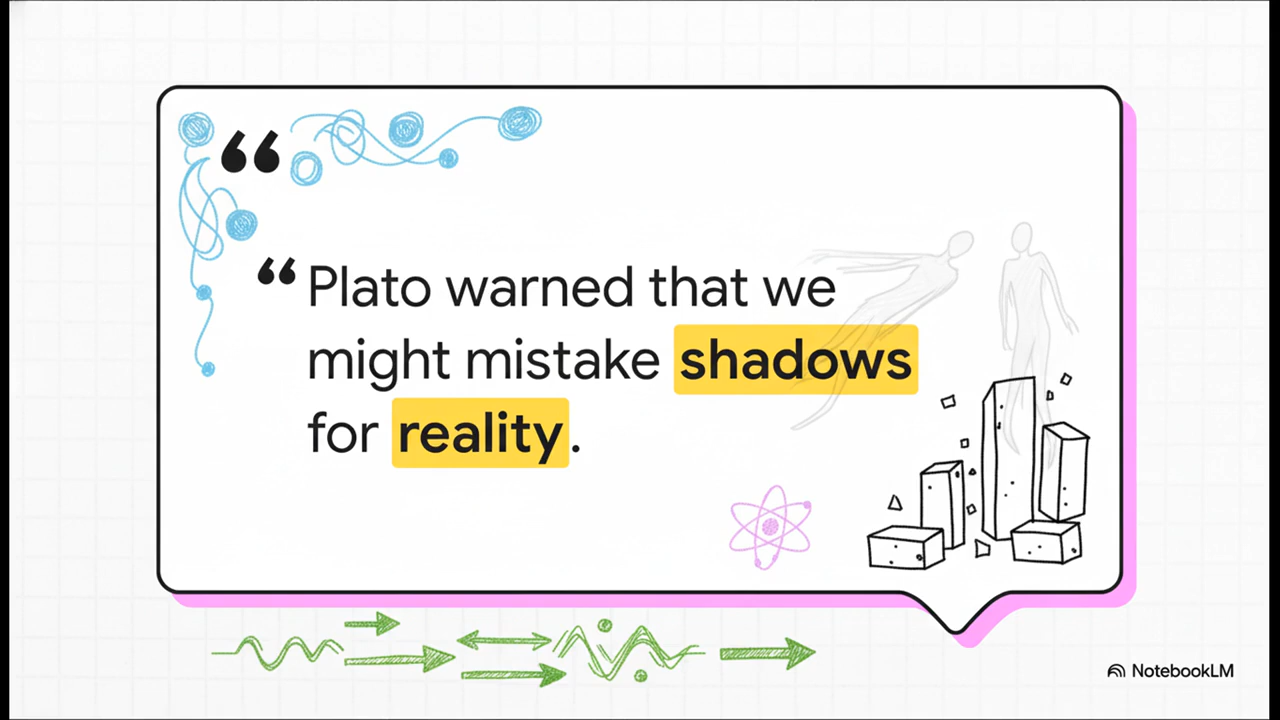 “
“Plato warned that we
might mistake shadows
for reality.
NotebookLM